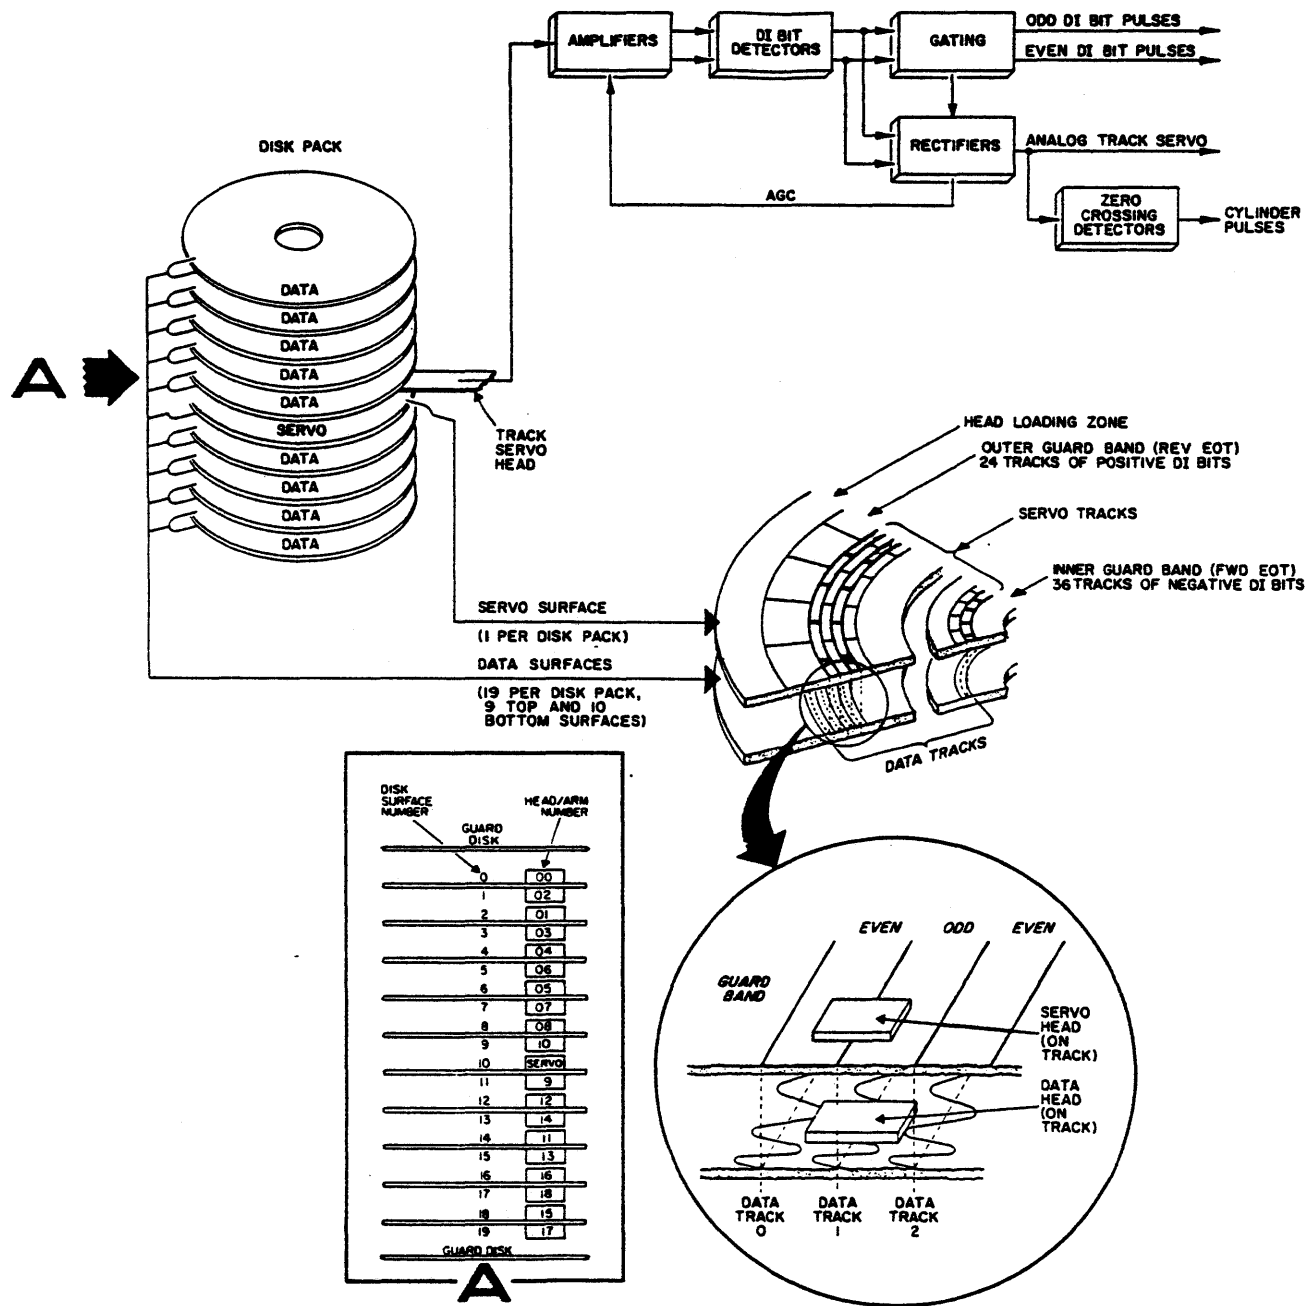 AMPLIFIERS
DI BIT
DETECTORS
GATING
ODD DI BIT PULSES
EVEN DI BIT PULSES
RECTIFIERS
ANALOG TRACK SERVO
AGC
ZERO
CROSSING
DETECTORS
CYLINDER
PULSES
DISK PACK
DATA
DATA
DATA
DATA
DATA
SERVO
DATA
DATA
DATA
DATA
A
TRACK
SERVO
HEAD
HEAD LOADING ZONE
OUTER GUARD BAND (REV EOT)
24 TRACKS OF POSITIVE DI BITS
SERVO TRACKS
INNER GUARD BAND (FWD EOT)
36 TRACKS OF NEGATIVE DI BITS
SERVO SURFACE
(1 PER DISK PACK)
DATA SURFACES
(19 PER DISK PACK,
9 TOP AND 10
BOTTOM SURFACES)
DATA TRACKS
DISK
SURFACE
NUMBER
HEAD/ARM
NUMBER
GUARD
DISK
0 00
1 02
2 01
3 03
4 04
5 06
6 05
7 07
8 08
9 10
10 SERVO
11 9
12 12
13 14
14 11
15 13
16 16
17 18
18 15
19 17
GUARD DISK
A
EVEN ODD EVEN
GUARD
BAND
SERVO
HEAD
(ON
TRACK)
DATA
HEAD
(ON
TRACK)
DATA
TRACK
0
DATA
TRACK
1
DATA
TRACK
2